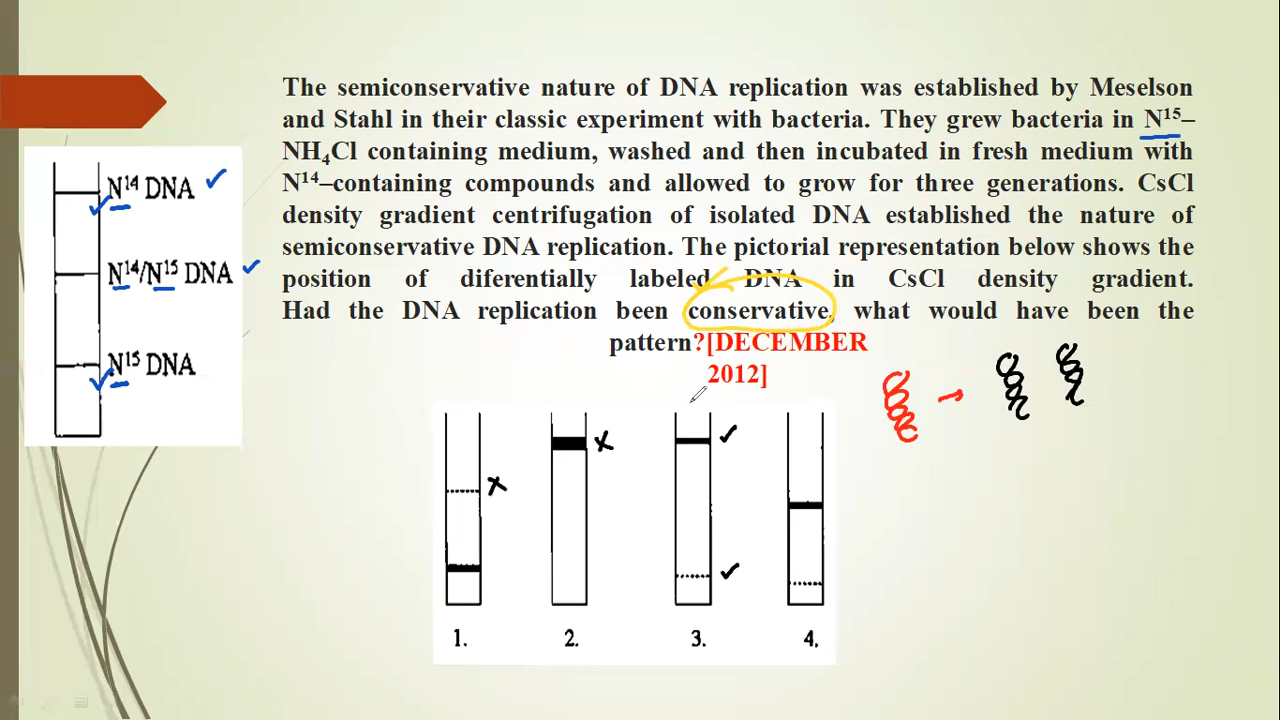 The semiconservative nature of DNA replication was established by Meselson
and Stahl in their classic experiment with bacteria. They grew bacteria in N¹⁵–
NH₄Cl containing medium, washed and then incubated in fresh medium with
N¹⁴–containing compounds and allowed to grow for three generations. CsCl
density gradient centrifugation of isolated DNA established the nature of
semiconservative DNA replication. The pictorial representation below shows the
position of diferentially labeled DNA in CsCl density gradient.
Had the DNA replication been conservative, what would have been the
pattern?[DECEMBER
2012]
N¹⁴ DNA
N¹⁴/N¹⁵ DNA
N¹⁵ DNA
1. 2. 3. 4.